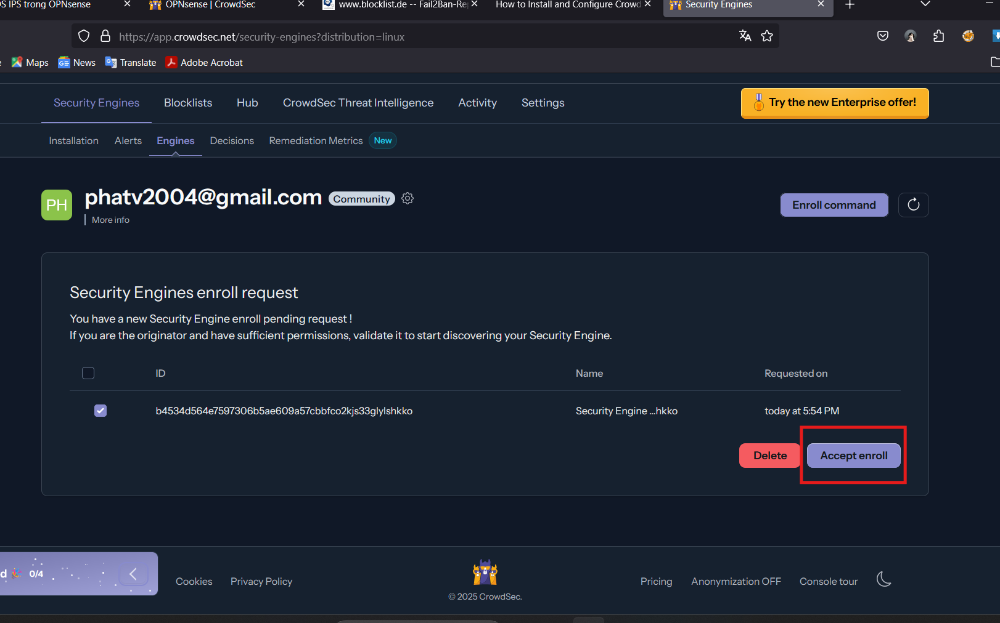 S IPS trong OPNsense
OPNsense | CrowdSec
www.blocklist.de -- Fail2Ban-Re
How to Install and Configure Crowd
Security Engines
https://app.crowdsec.net/security-engines?distribution=linux
Maps
News
Translate
Adobe Acrobat
Security Engines
Blocklists
Hub
CrowdSec Threat Intelligence
Activity
Settings
Try the new Enterprise offer!
Installation
Alerts
Engines
Decisions
Remediation Metrics
New
PH
phatv2004@gmail.com
Community
More info
Enroll command
Security Engines enroll request
You have a new Security Engine enroll pending request !
If you are the originator and have sufficient permissions, validate it to start discovering your Security Engine.
ID
Name
Requested on
b4534d564e7597306b5ae609a57cbbfco2kjs33glylshkko
Security Engine ...hkko
today at 5:54 PM
Delete
Accept enroll
d
0/4
Cookies
Privacy Policy
© 2025 CrowdSec.
Pricing
Anonymization OFF
Console tour